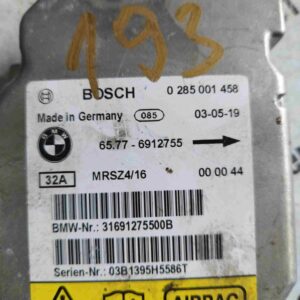 193
BOSCH 0 285 001 458
Made in Germany 085 03-05-19
BMW
65.77 - 6912755
32A MRSZ4/16 00 00 44
BMW-Nr.: 31691275500B
Serien-Nr.: 03B1395H5586T
AIRBAG